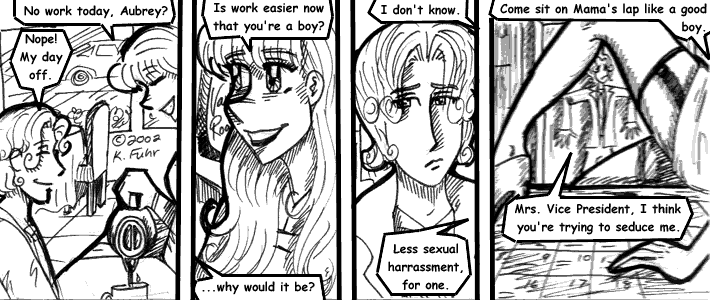 No work today, Aubrey?
Nope!
My day
off.
©2002
K. Fuhr
Is work easier now
that you're a boy?
...why would it be?
I don't know.
Less sexual
harrassment,
for one.
Come sit on Mama's lap like a good
boy.
Mrs. Vice President, I think
you're trying to seduce me.